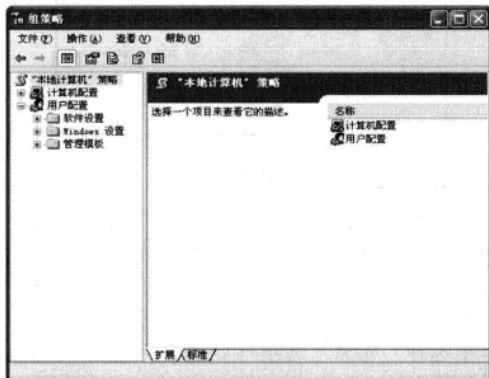 组策略
文件(F) 操作(A) 查看(V) 帮助(H)
"本地计算机" 策略
计算机配置
用户配置
软件设置
Windows 设置
管理模板
"本地计算机" 策略
选择一个项目来查看它的描述。
名称
计算机配置
用户配置
扩展 标准